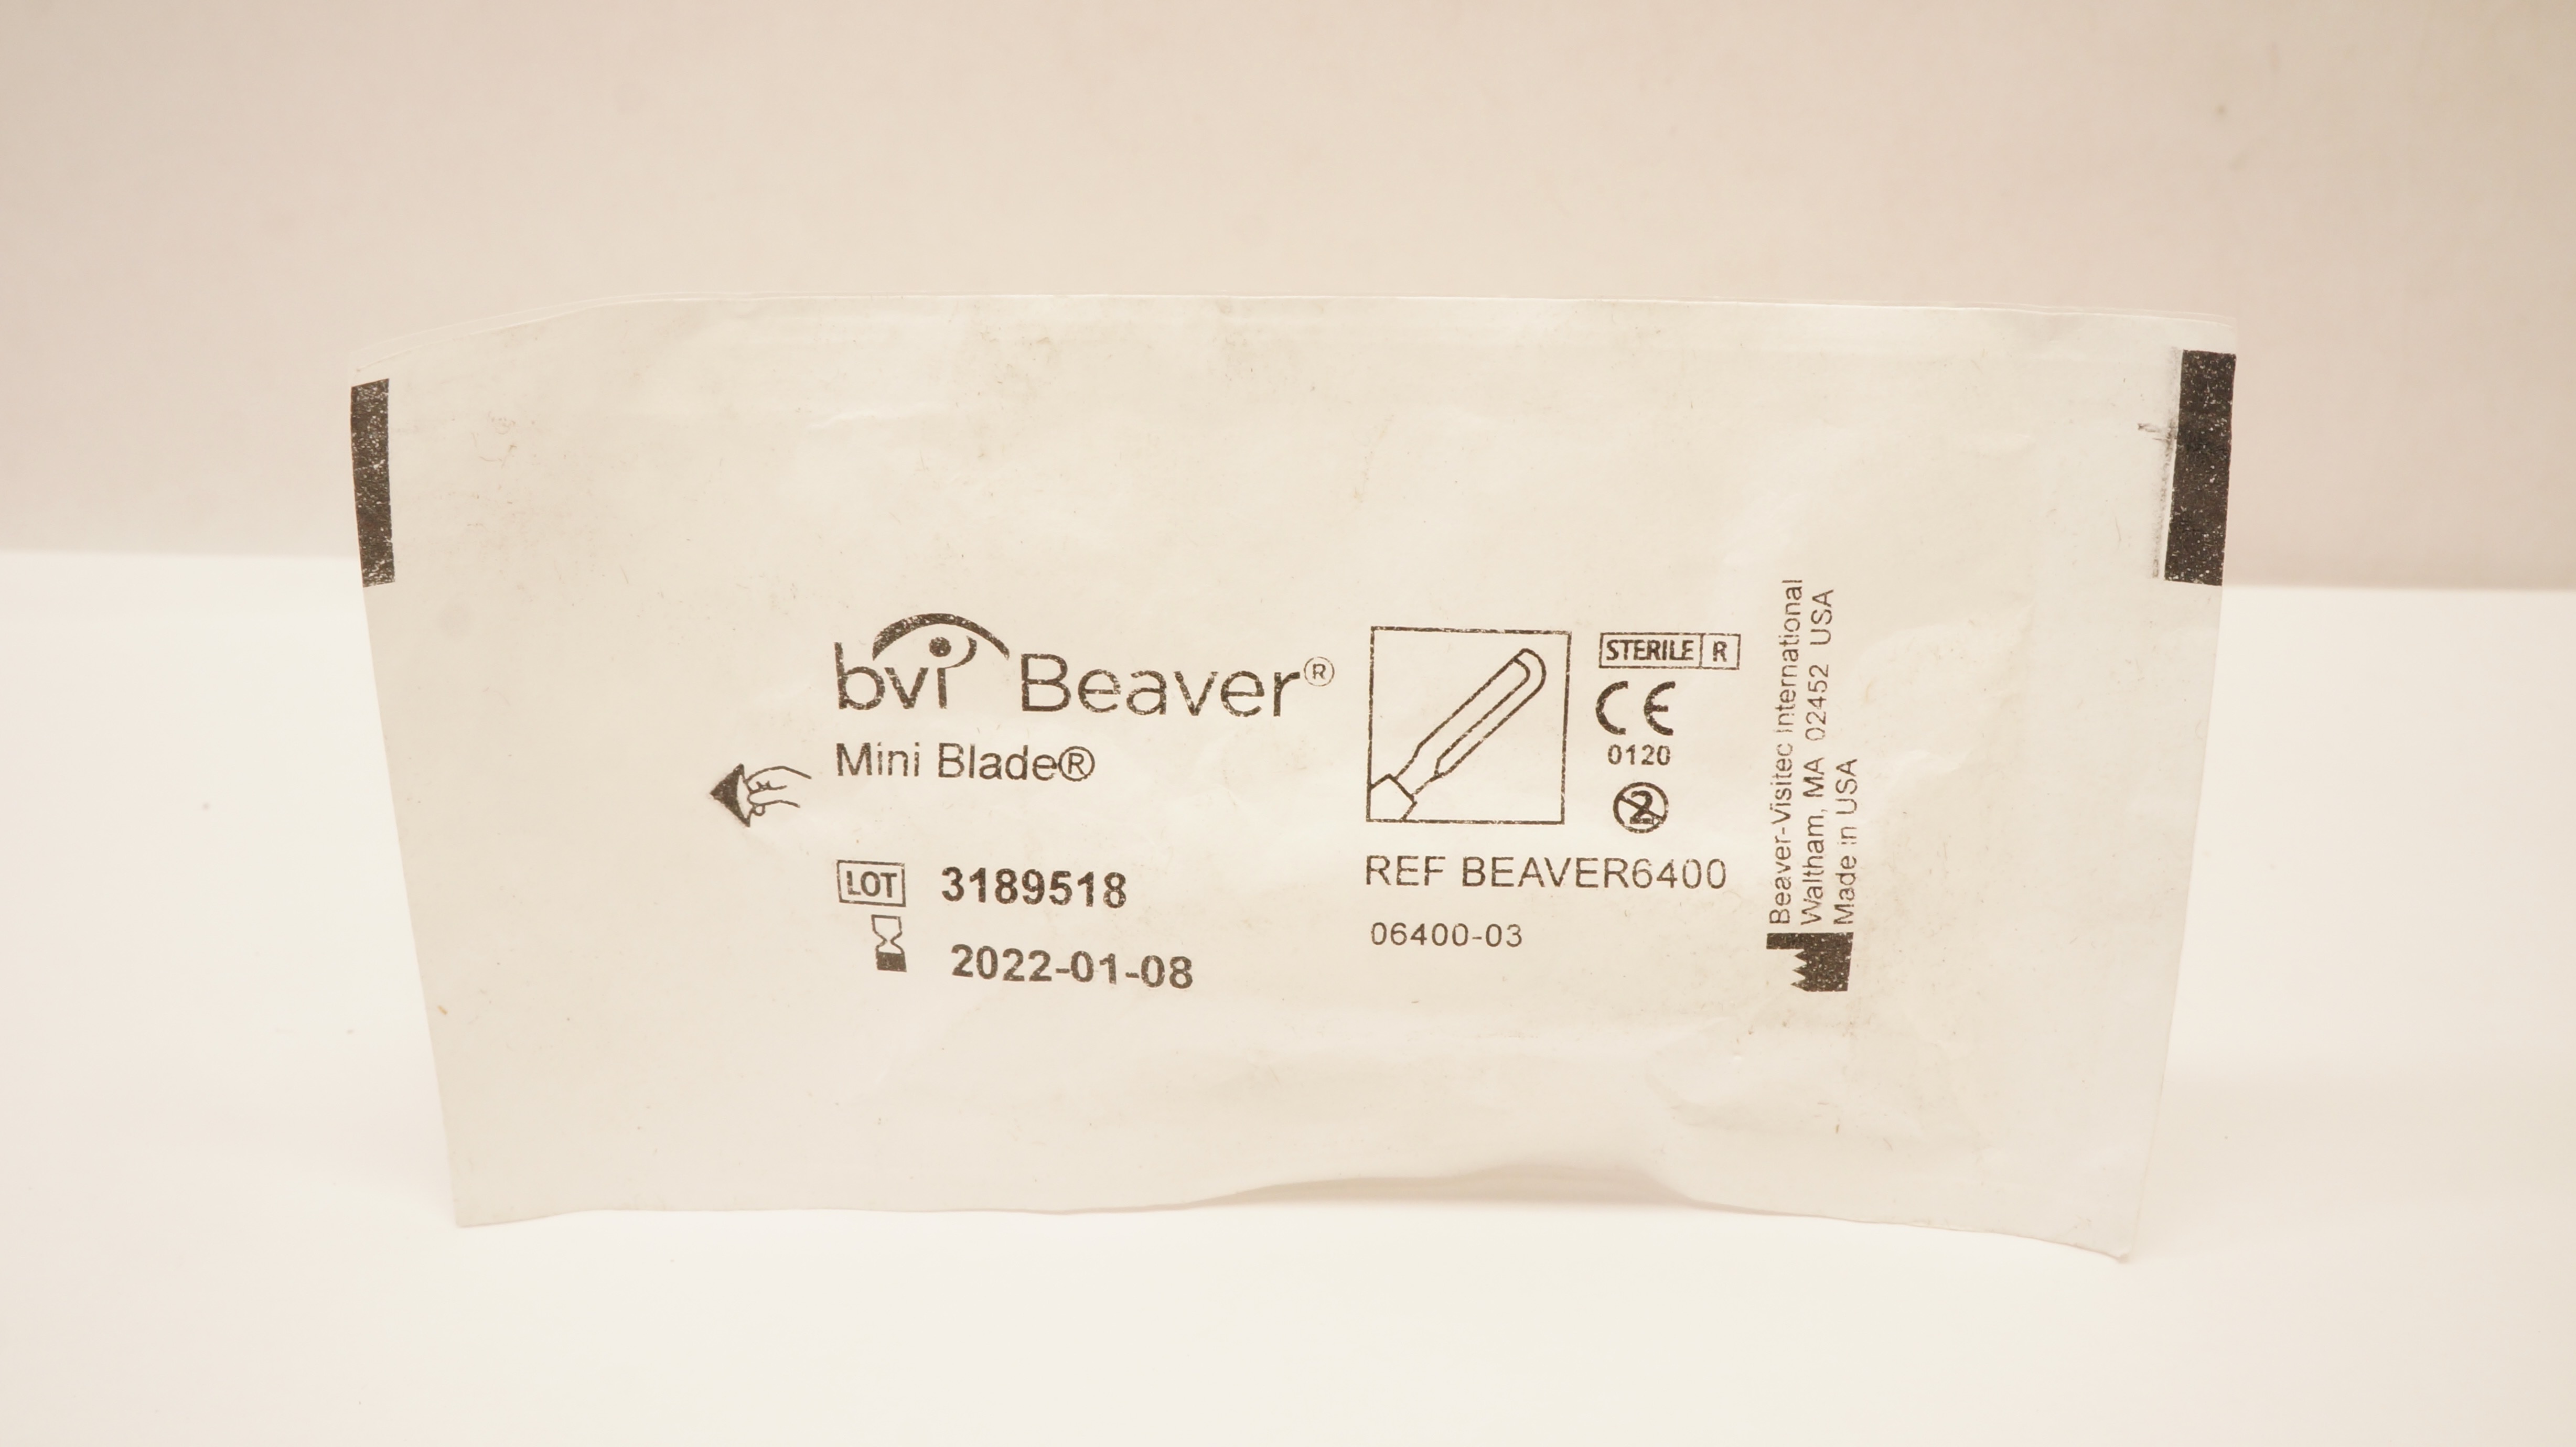 bvi Beaver®
Mini Blade®
LOT 3189518
2022-01-08
STERILE R
CE
0120
2
REF BEAVER6400
06400-03
Beaver-Visitec International
Waltham, MA 02452 USA
Made in USA